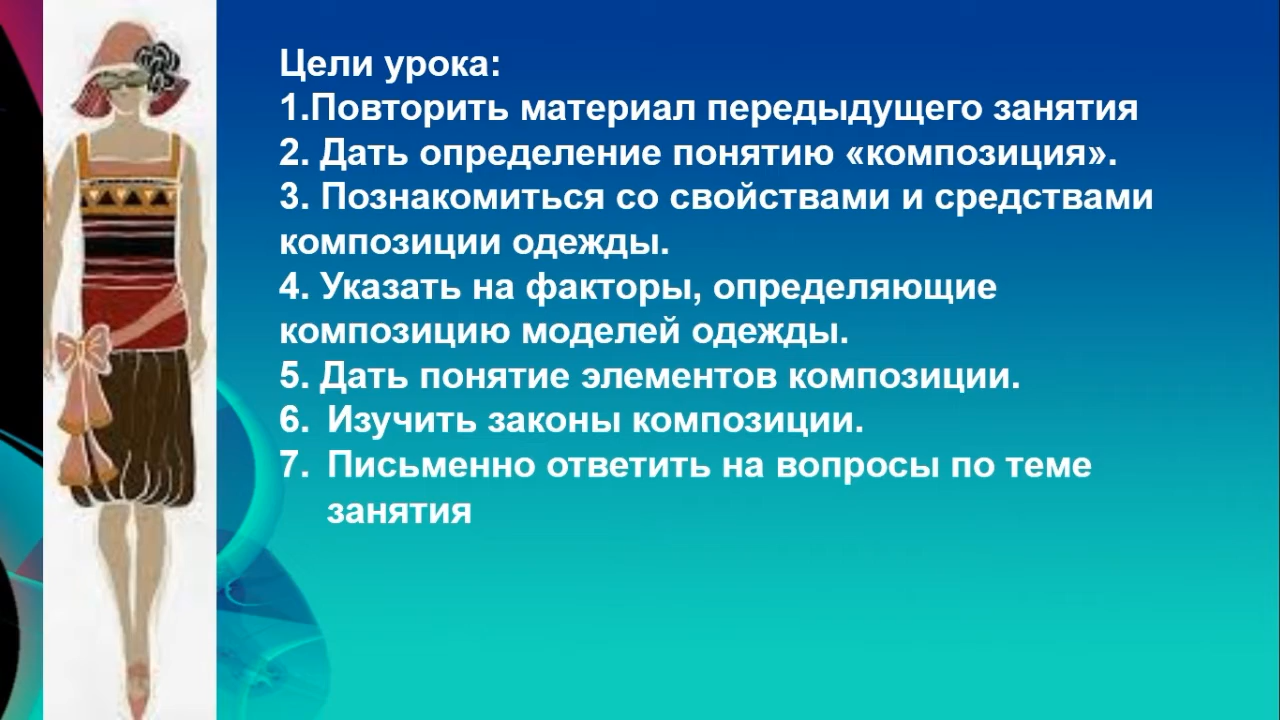 Цели урока:
1.Повторить материал передыдущего занятия
2. Дать определение понятию «композиция».
3. Познакомиться со свойствами и средствами
композиции одежды.
4. Указать на факторы, определяющие
композицию моделей одежды.
5. Дать понятие элементов композиции.
6. Изучить законы композиции.
7. Письменно ответить на вопросы по теме
занятия